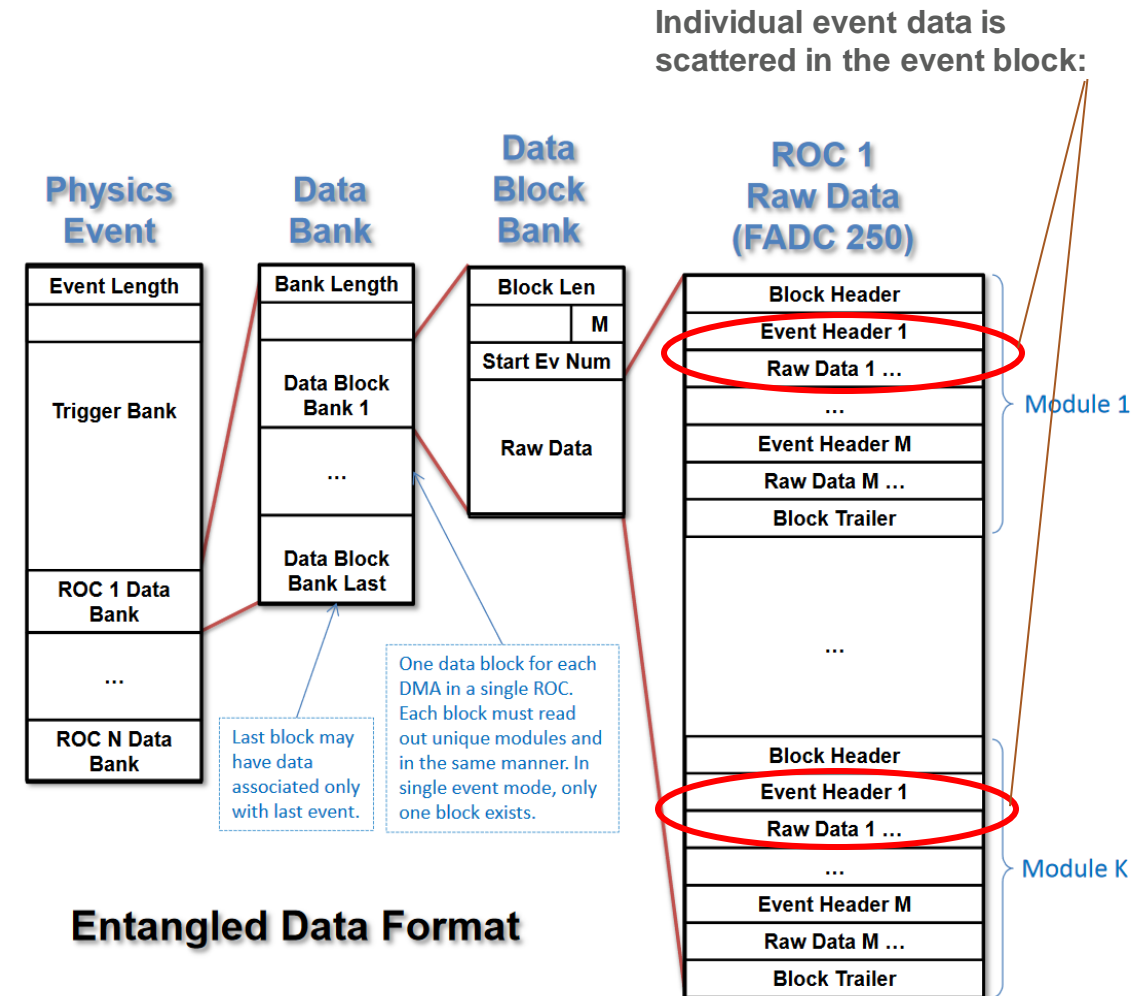 Individual event data is
scattered in the event block:
Physics
Event
Event Length
Trigger Bank
ROC 1 Data
Bank
...
ROC N Data
Bank
Data
Bank
Bank Length
Data Block
Bank 1
...
Data Block
Bank Last
Last block may
have data
associated only
with last event.
One data block for each
DMA in a single ROC.
Each block must read
out unique modules and
in the same manner. In
single event mode, only
one block exists.
Data
Block
Bank
Block Len
M
Start Ev Num
Raw Data
ROC 1
Raw Data
(FADC 250)
Block Header
Event Header 1
Raw Data 1 ...
...
Event Header M
Raw Data M ...
Block Trailer
Module 1
...
Block Header
Event Header 1
Raw Data 1 ...
...
Event Header M
Raw Data M ...
Block Trailer
Module K
Entangled Data Format